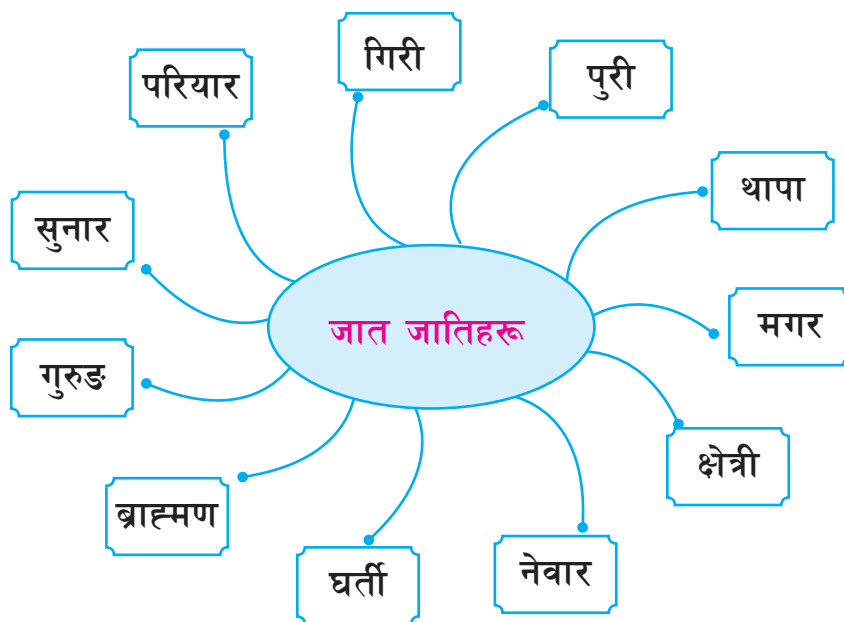 गिरी
पुरी
परियार
थापा
सुनार
मगर
जात जातिहरू
गुरुङ
क्षेत्री
ब्राह्मण
नेवार
घर्ती